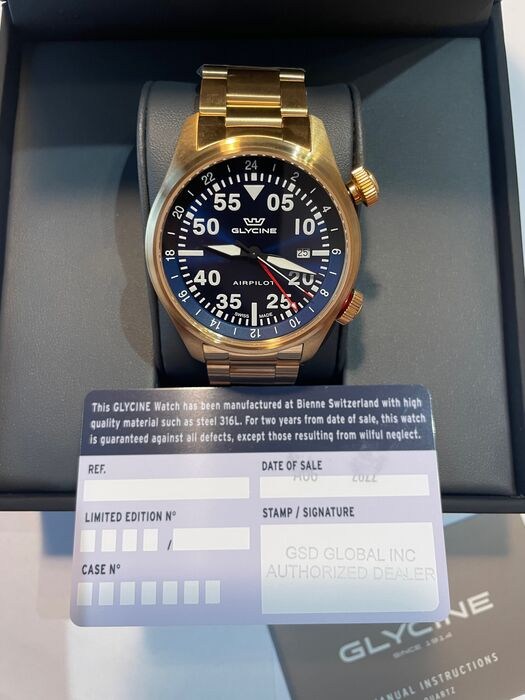 24
2
4
6
8
10
12
14
16
18
20
22
55 05
50 10
GLYCINE
25
40 20
AIRPILOT
35 25
SWISS MADE
This GLYCINE Watch has been manufactured at Bienne Switzerland with high
quality material such as steel 316L. For two years from date of sale, this watch
is guaranteed against all defects, except those resulting from wilful neglect.
REF.
DATE OF SALE
AUG 2022
LIMITED EDITION N°
/
STAMP / SIGNATURE
GSD GLOBAL INC
AUTHORIZED DEALER
CASE N°
GLYCINE
SINCE 1914
MANUAL INSTRUCTIONS
QUARTZ